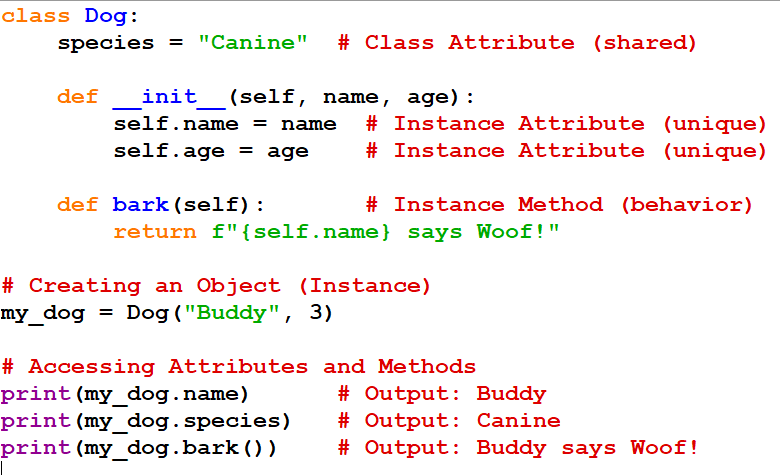 class Dog:
    species = "Canine"  # Class Attribute (shared)

    def __init__(self, name, age):
        self.name = name  # Instance Attribute (unique)
        self.age = age    # Instance Attribute (unique)

    def bark(self):       # Instance Method (behavior)
        return f"{self.name} says Woof!"

# Creating an Object (Instance)
my_dog = Dog("Buddy", 3)

# Accessing Attributes and Methods
print(my_dog.name)      # Output: Buddy
print(my_dog.species)   # Output: Canine
print(my_dog.bark())    # Output: Buddy says Woof!